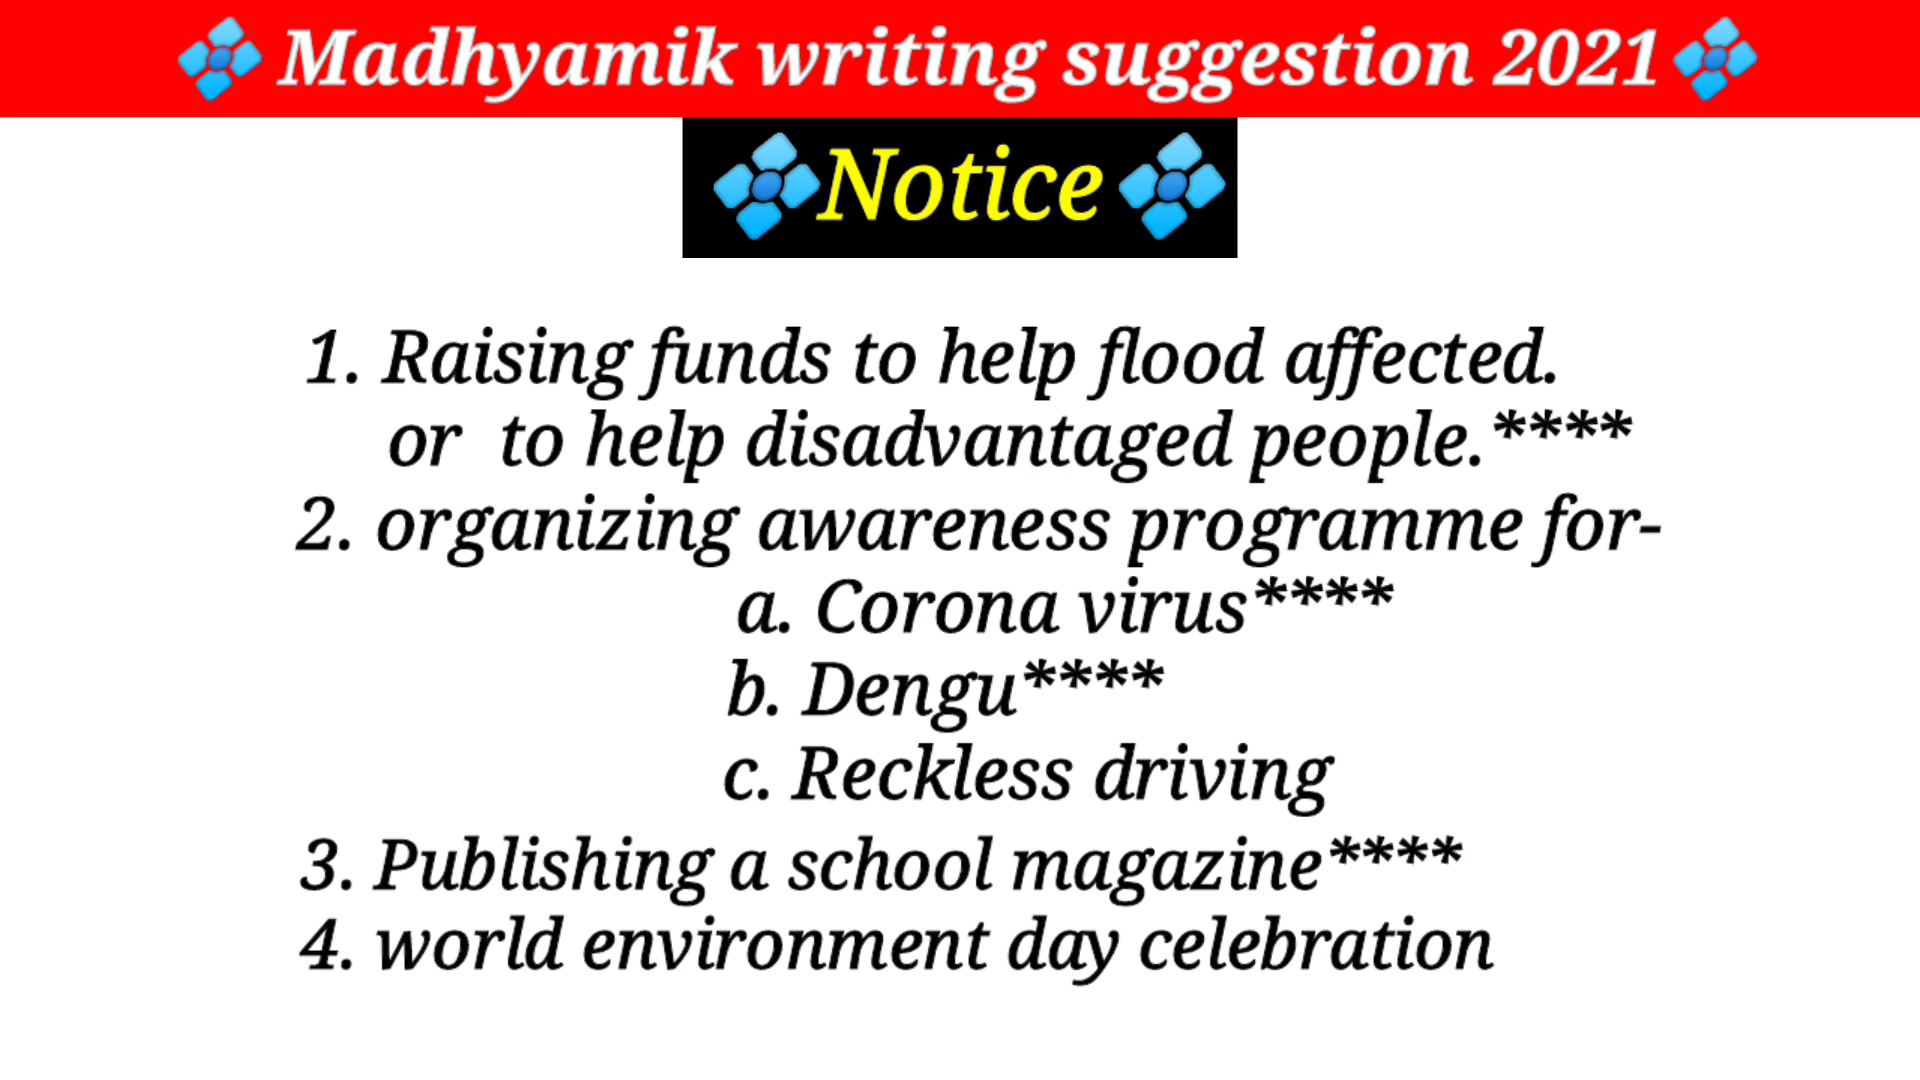 Madhyamik writing suggestion 2021
Notice
1. Raising funds to help flood affected.
or to help disadvantaged people.****
2. organizing awareness programme for-
a. Corona virus****
b. Dengu****
c. Reckless driving
3. Publishing a school magazine****
4. world environment day celebration